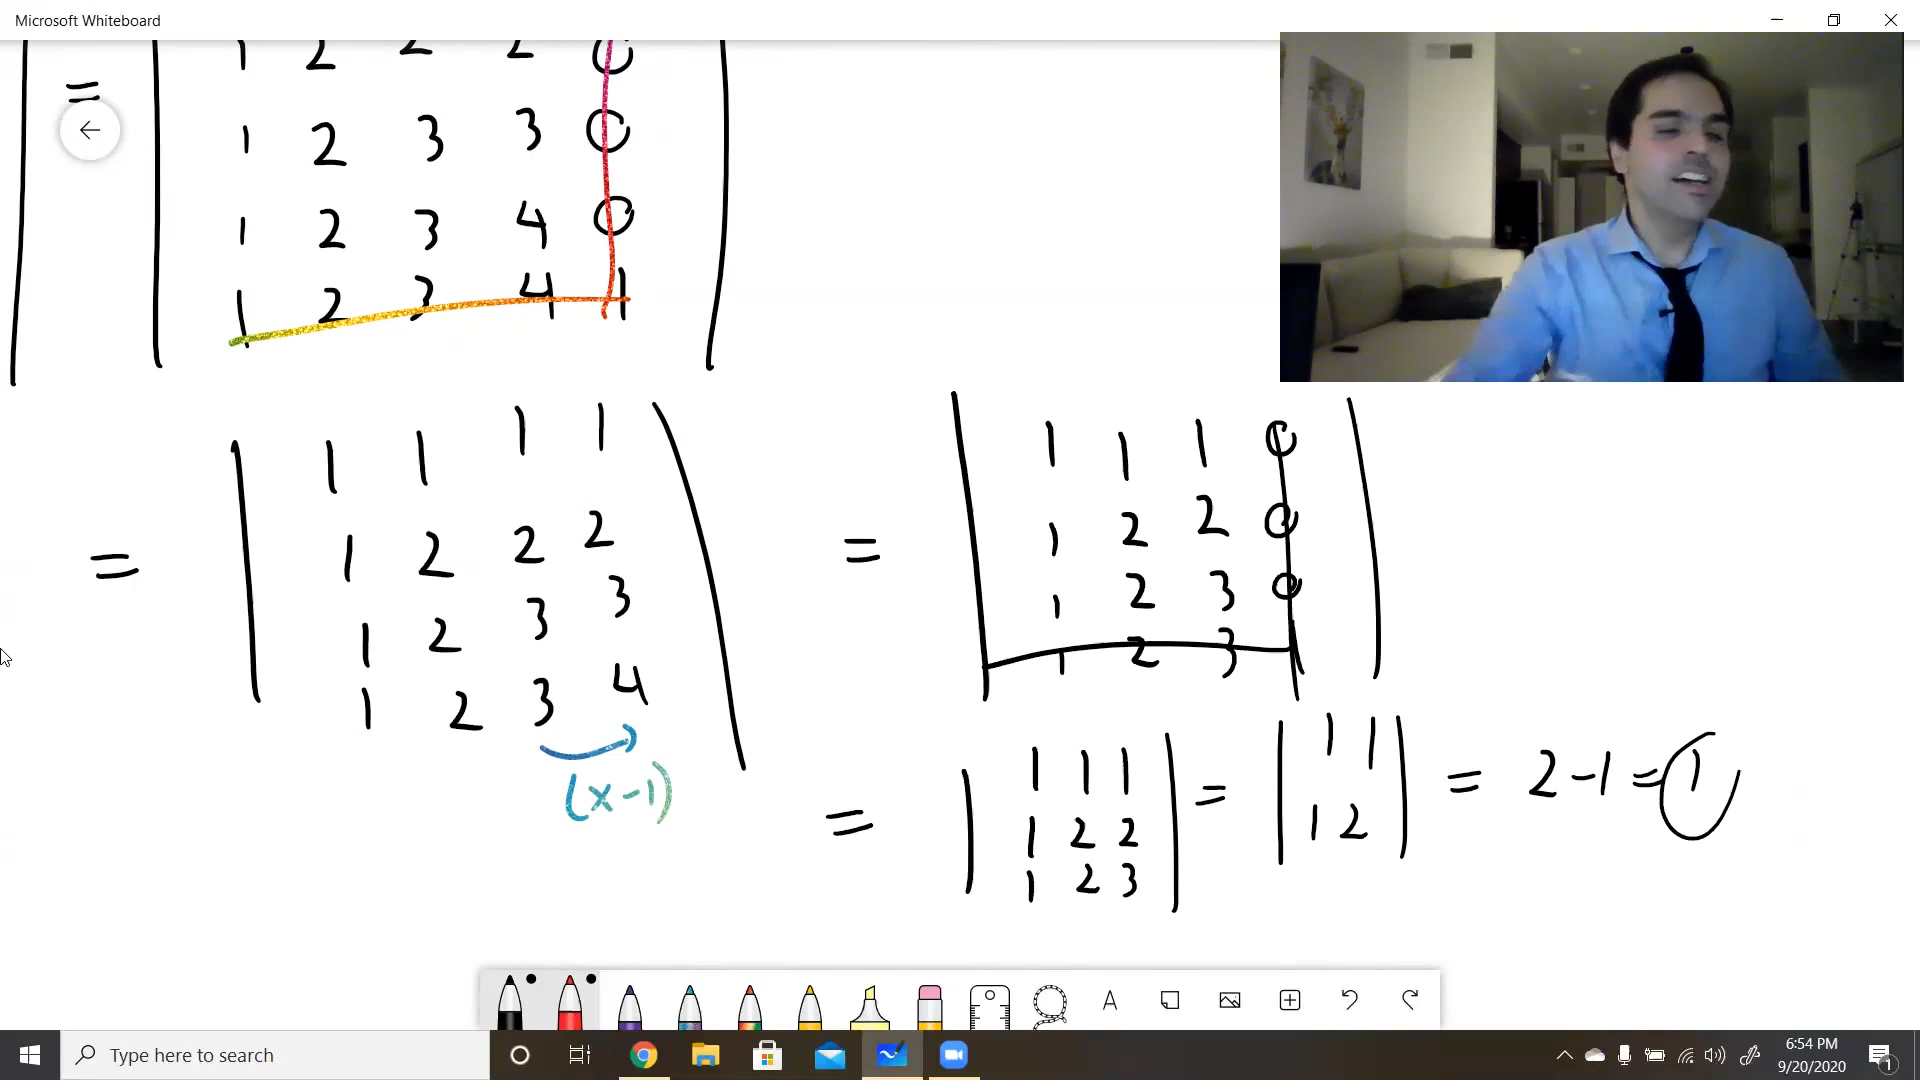 Microsoft Whiteboard
=
1 2 2 2 0
1 2 3 3 0
1 2 3 4 0
1 2 3 4 1
= | 1 1 1 1 |
1 2 2 2
1 2 3 3
1 2 3 4
(x-1)
= | 1 1 1 0 |
1 2 2 0
1 2 3 0
1 2 3 1
= | 1 1 1 | = | 1 1 | = 2-1=1
1 2 2 1 2
1 2 3
A
Type here to search
6:54 PM
9/20/2020
1